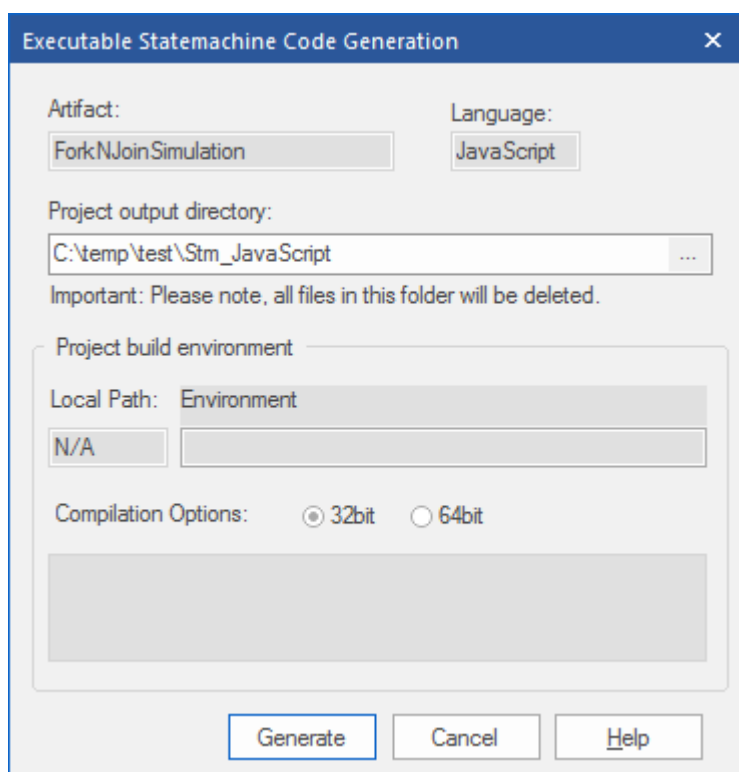 Executable Statemachine Code Generation
Artifact:
Language:
ForkNJoinSimulation
JavaScript
Project output directory:
C:\temp\test\Stm_JavaScript
...
Important: Please note, all files in this folder will be deleted.
Project build environment
Local Path: Environment
N/A
Compilation Options: 32bit 64bit
Generate Cancel Help